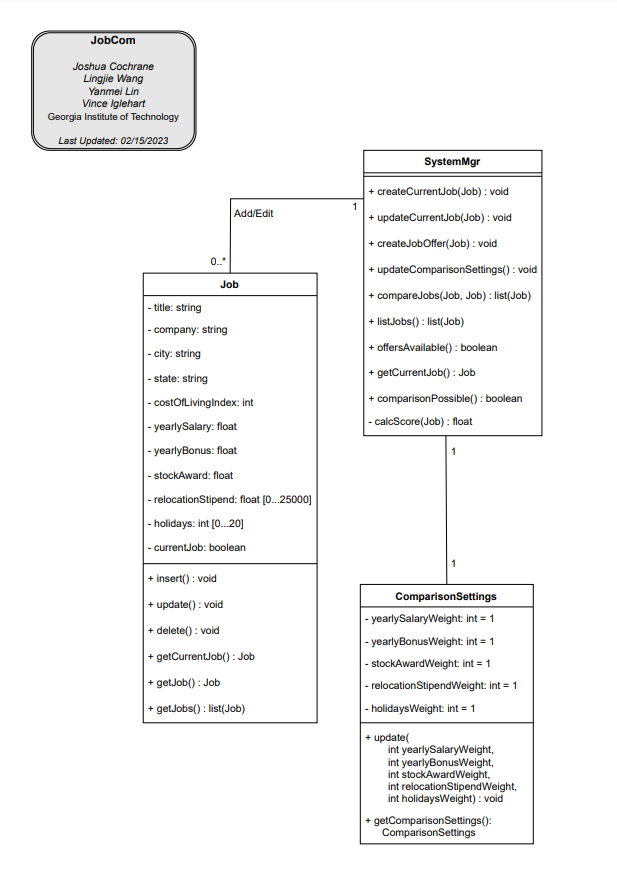 JobCom
Joshua Cochrane
Lingjie Wang
Yanmei Lin
Vince Iglehart
Georgia Institute of Technology
Last Updated: 02/15/2023
SystemMgr
+ createCurrentJob(Job) : void
+ updateCurrentJob(Job) : void
+ createJobOffer(Job) : void
+ updateComparisonSettings() : void
+ compareJobs(Job, Job) : list(Job)
+ listJobs() : list(Job)
+ offersAvailable() : boolean
+ getCurrentJob() : Job
+ comparisonPossible() : boolean
- calcScore(Job) : float
1
Add/Edit
0..*
Job
- title: string
- company: string
- city: string
- state: string
- costOfLivingIndex: int
- yearlySalary: float
- yearlyBonus: float
- stockAward: float
- relocationStipend: float [0...25000]
- holidays: int [0...20]
- currentJob: boolean
+ insert() : void
+ update() : void
+ delete() : void
+ getCurrentJob() : Job
+ getJob() : Job
+ getJobs() : list(Job)
1
1
ComparisonSettings
- yearlySalaryWeight: int = 1
- yearlyBonusWeight: int = 1
- stockAwardWeight: int = 1
- relocationStipendWeight: int = 1
- holidaysWeight: int = 1
+ update(
int yearlySalaryWeight,
int yearlyBonusWeight,
int stockAwardWeight,
int relocationStipendWeight,
int holidaysWeight) : void
+ getComparisonSettings():
ComparisonSettings